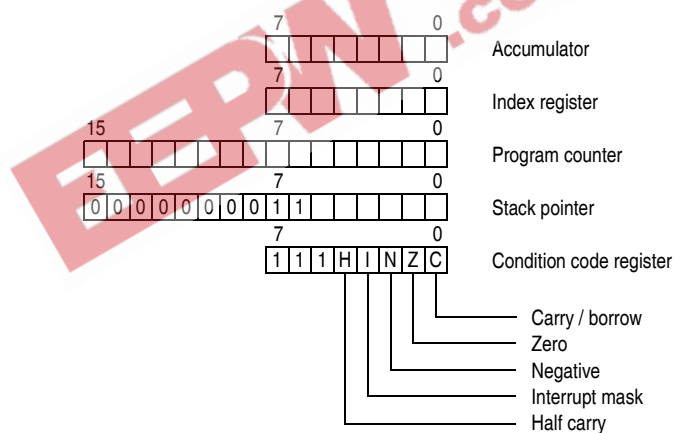 7 0
Accumulator
7 0
Index register
15 7 0
Program counter
15 7 0
0 0 0 0 0 0 0 0 1 1
Stack pointer
7 0
1 1 1 H I N Z C
Condition code register
Carry / borrow
Zero
Negative
Interrupt mask
Half carry
EEPW.co